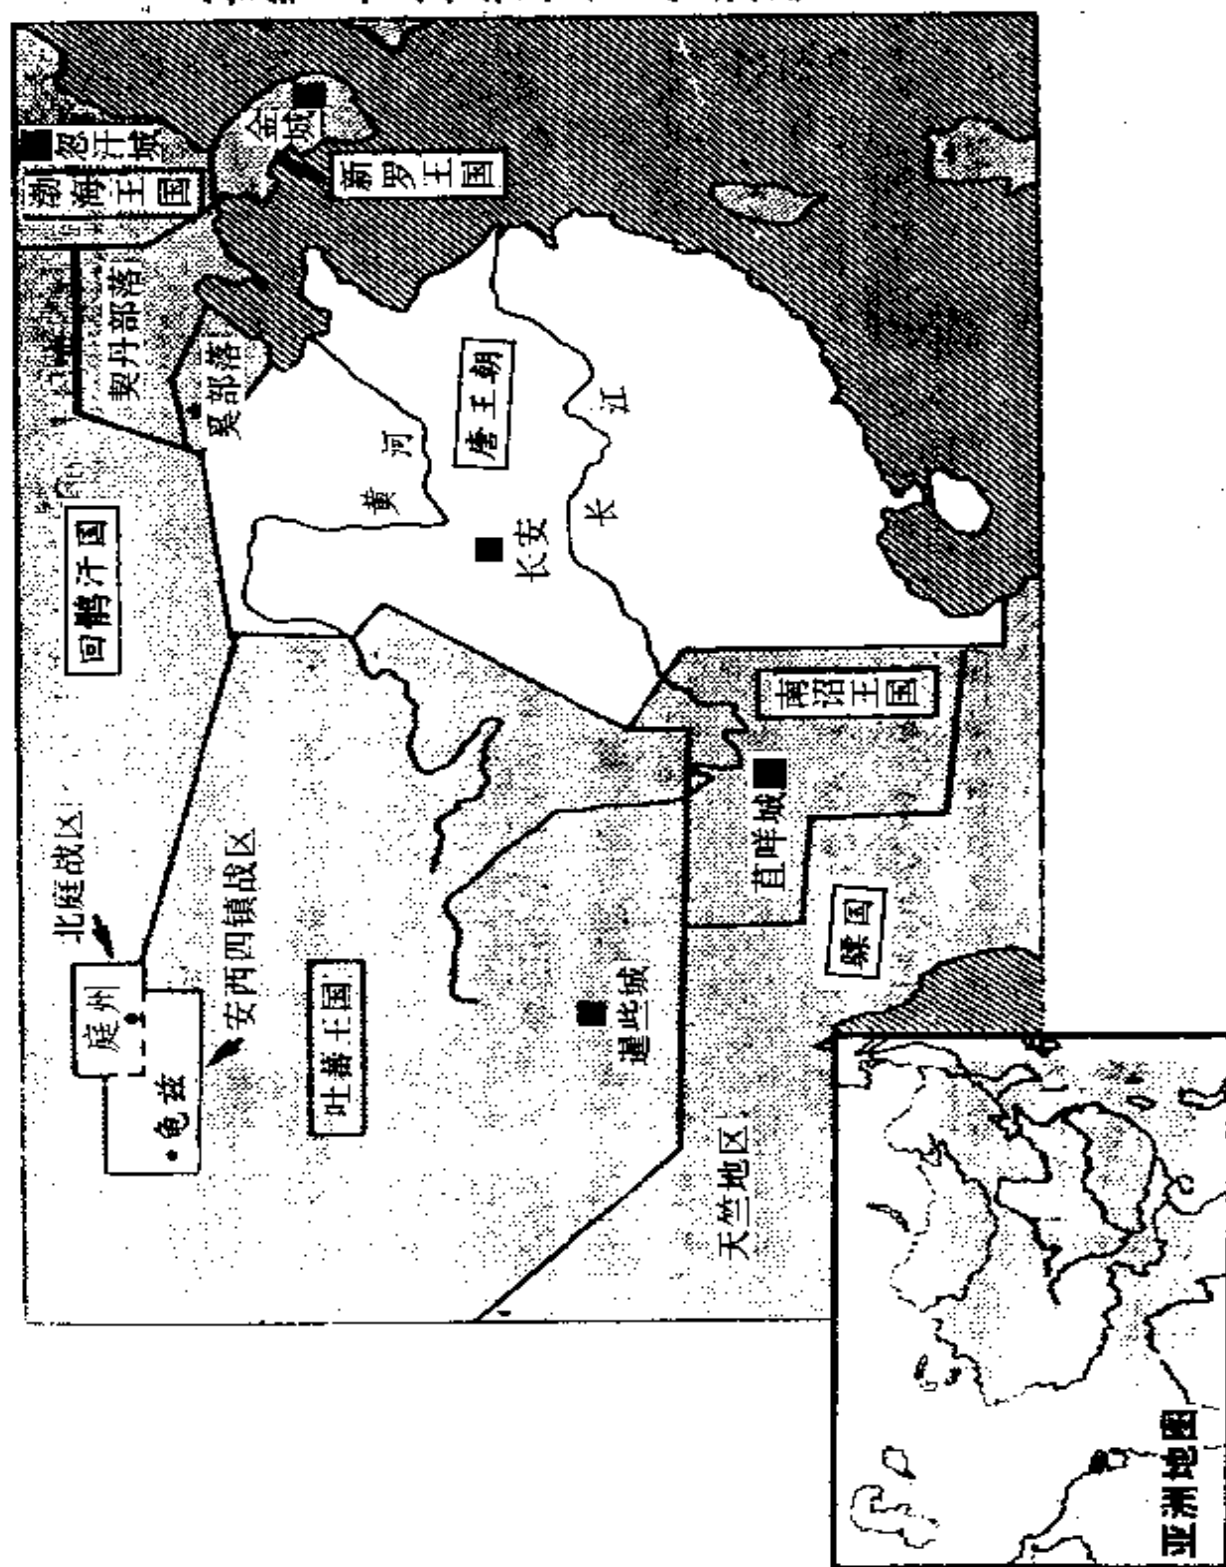 忽汗城
渤海王国
金城
新罗王国
契丹部落
奚部落
回鹘汗国
黄河
唐王朝
长江
长安
北庭战区
庭州
安西四镇战区
龟兹
吐蕃王国
逻些城
南诏王国
苴咩城
骠国
天竺地区
亚洲地图